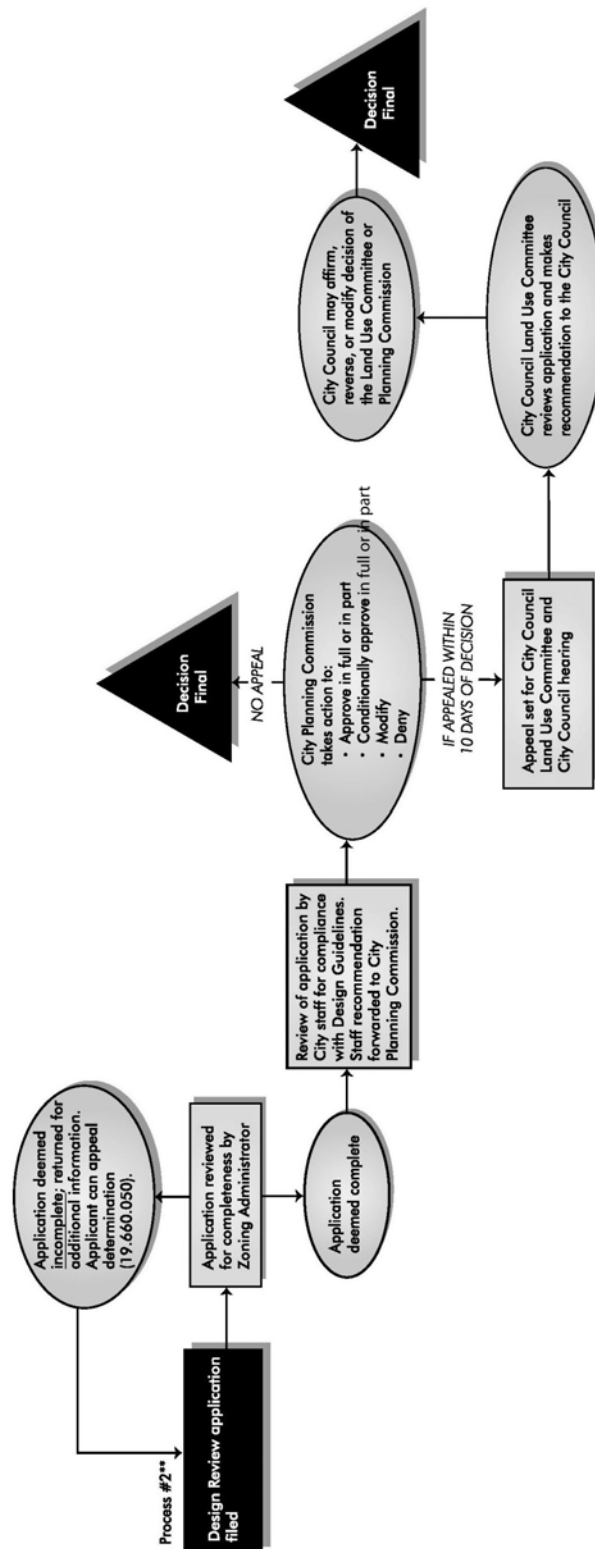 Process #2**
Design Review application
filed
Application reviewed
for completeness by
Zoning Administrator
Application deemed
incomplete; returned for
additional information.
Applicant can appeal
determination
(19.660.050).
Application
deemed complete
Review of application by
City staff for compliance
with Design Guidelines.
Staff recommendation
forwarded to City
Planning Commission.
City Planning Commission
takes action to:
• Approve in full or in part
• Conditionally approve in full or in part
• Modify
• Deny
NO APPEAL
Decision
Final
IF APPEALED WITHIN
10 DAYS OF DECISION
Appeal set for City Council
Land Use Committee and
City Council hearing
City Council Land Use Committee
reviews application and makes
recommendation to the City Council
City Council may affirm,
reverse, or modify decision of
the Land Use Committee or
Planning Commission
Decision
Final